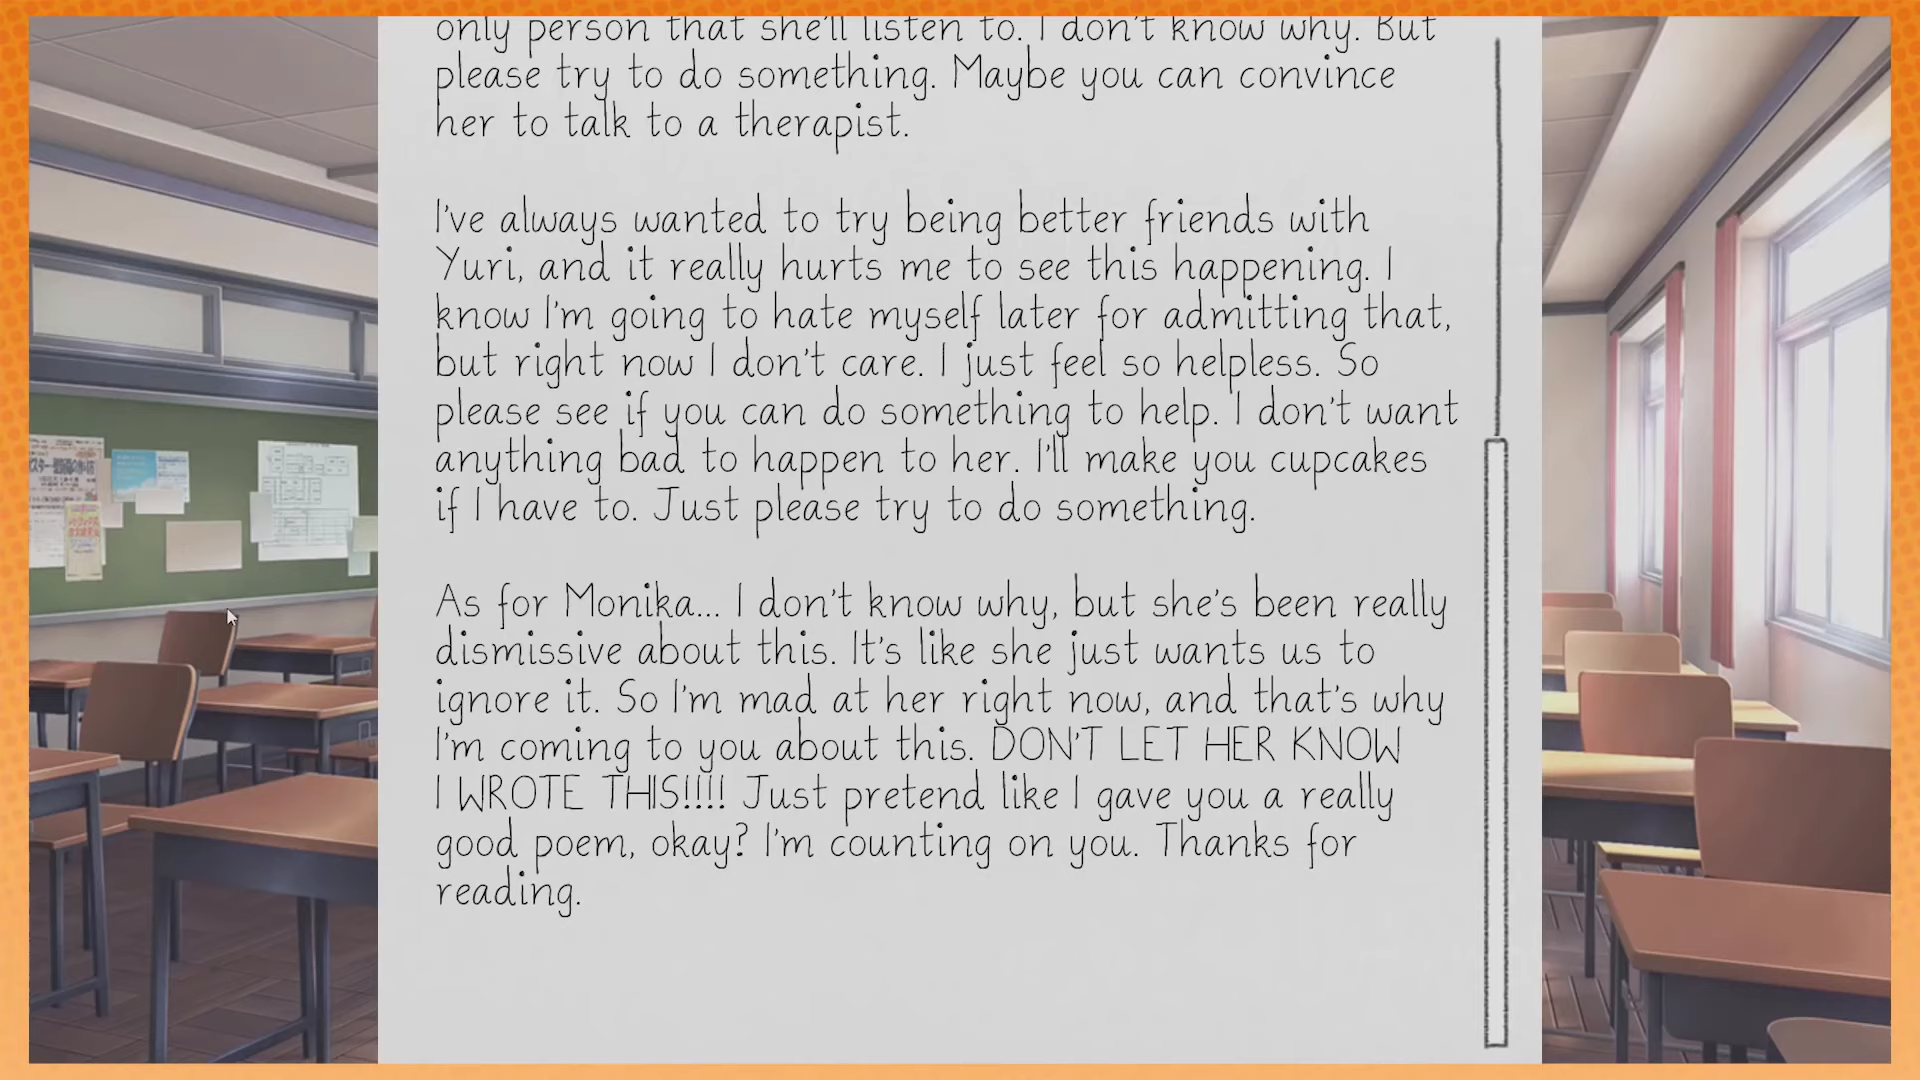 only person that she'll listen to. I don't know why. But
please try to do something. Maybe you can convince
her to talk to a therapist.
I've always wanted to try being better friends with
Yuri, and it really hurts me to see this happening. I
know I'm going to hate myself later for admitting that,
but right now I don't care. I just feel so helpless. So
please see if you can do something to help. I don't want
anything bad to happen to her. I'll make you cupcakes
if I have to. Just please try to do something.
As for Monika... I don't know why, but she's been really
dismissive about this. It's like she just wants us to
ignore it. So I'm mad at her right now, and that's why
I'm coming to you about this. DON'T LET HER KNOW
I WROTE THIS!!!! Just pretend like I gave you a really
good poem, okay? I'm counting on you. Thanks for
reading.